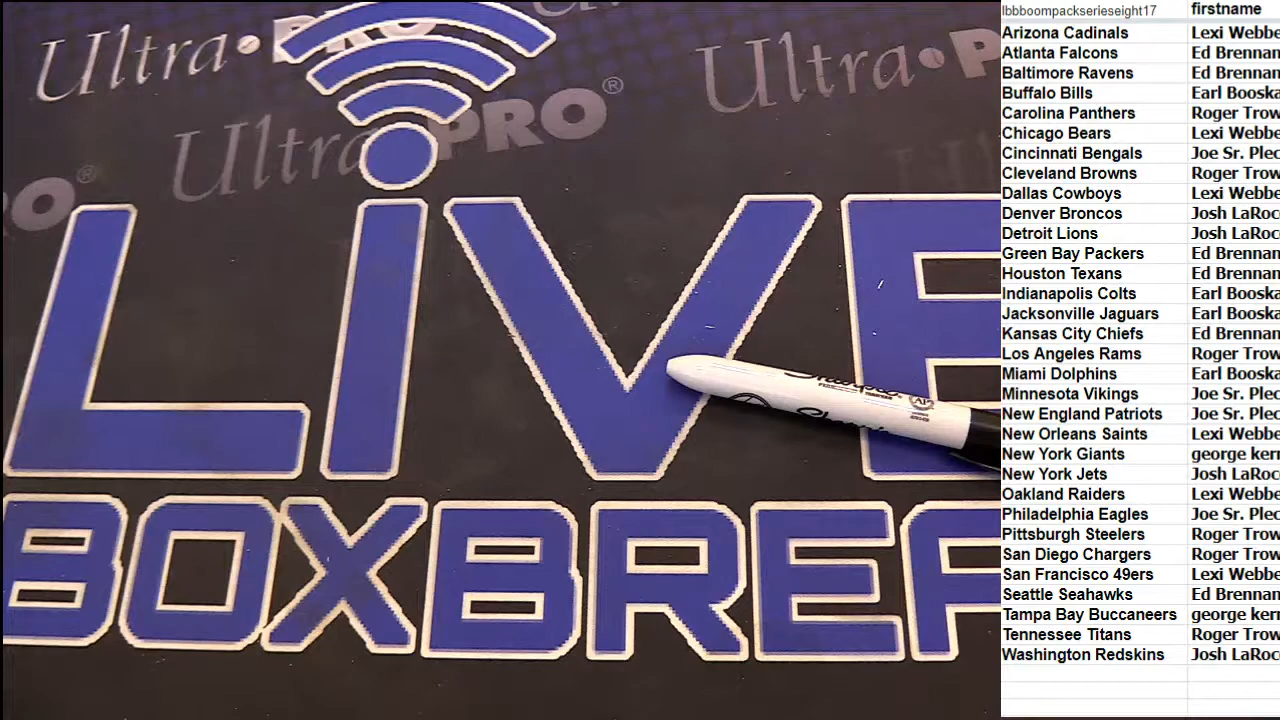 Ultra•PRO
Ultra•P
Ultra PRO®
RO®
LIVE
BOXBREA
Sharpie
lbbboompackserieseight17 firstname
Arizona Cadinals Lexi Webbe
Atlanta Falcons Ed Brennan
Baltimore Ravens Ed Brennan
Buffalo Bills Earl Booska
Carolina Panthers Roger Trow
Chicago Bears Lexi Webbe
Cincinnati Bengals Joe Sr. Plec
Cleveland Browns Roger Trow
Dallas Cowboys Lexi Webbe
Denver Broncos Josh LaRoc
Detroit Lions Josh LaRoc
Green Bay Packers Ed Brennan
Houston Texans Ed Brennan
Indianapolis Colts Earl Booska
Jacksonville Jaguars Earl Booska
Kansas City Chiefs Ed Brennan
Los Angeles Rams Roger Trow
Miami Dolphins Earl Booska
Minnesota Vikings Joe Sr. Plec
New England Patriots Joe Sr. Plec
New Orleans Saints Lexi Webbe
New York Giants george kerr
New York Jets Josh LaRoc
Oakland Raiders Lexi Webbe
Philadelphia Eagles Joe Sr. Plec
Pittsburgh Steelers Roger Trow
San Diego Chargers Roger Trow
San Francisco 49ers Lexi Webbe
Seattle Seahawks Ed Brennan
Tampa Bay Buccaneers george kerr
Tennessee Titans Roger Trow
Washington Redskins Josh LaRoc